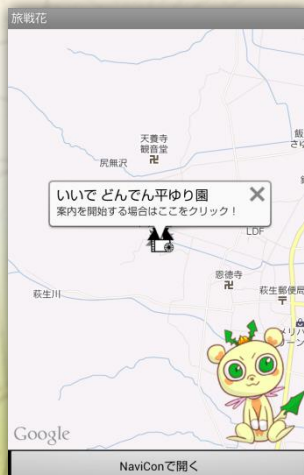 旅戦花
天養寺
観音堂
尻無沢
いいで どんでん平ゆり園
案内を開始する場合はここをクリック！
LDF
恩徳寺
萩生川
萩生郵便局
Google
NaviConで開く